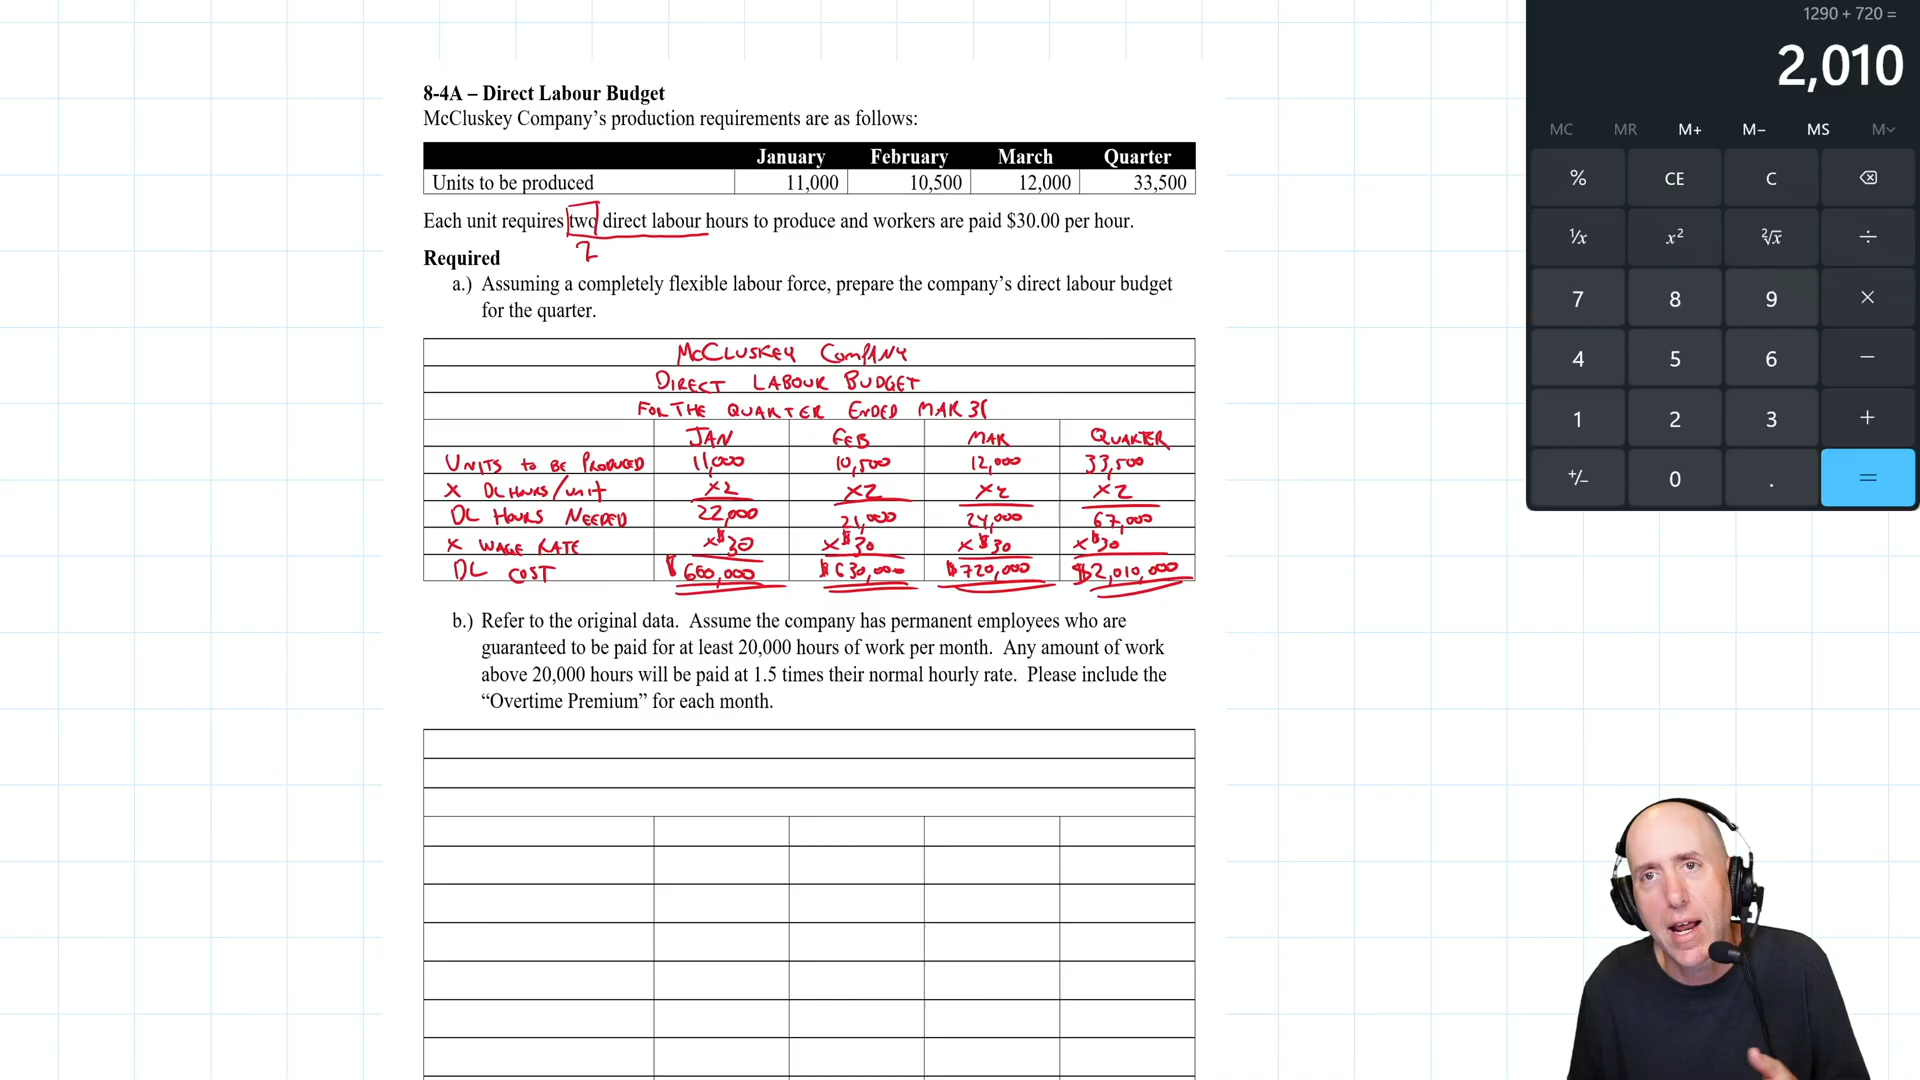 8-4A – Direct Labour Budget
McCluskey Company’s production requirements are as follows:
January February March Quarter
Units to be produced 11,000 10,500 12,000 33,500
Each unit requires two direct labour hours to produce and workers are paid $30.00 per hour.
2
Required
a.) Assuming a completely flexible labour force, prepare the company’s direct labour budget
for the quarter.
McCLUSKEY COMPANY
DIRECT LABOUR BUDGET
FOR THE QUARTER ENDED MAR 31
JAN FEB MAR QUARTER
UNITS to BE PRODUCED 11,000 10,500 12,000 33,500
X DL HOURS/unit X2 X2 X2 X2
DL HOURS NEEDED 22,000 21,000 24,000 67,000
X WAGE RATE X$30 X$30 X$30 X$30
DL COST $660,000 $630,000 $720,000 $2,010,000
b.) Refer to the original data.  Assume the company has permanent employees who are
guaranteed to be paid for at least 20,000 hours of work per month.  Any amount of work
above 20,000 hours will be paid at 1.5 times their normal hourly rate.  Please include the
“Overtime Premium” for each month.
1290 + 720 =
2,010
MC MR M+ M− MS M
% CE C
1/x x² ²√x ÷
7 8 9 ×
4 5 6 −
1 2 3 +
+/− 0 . =